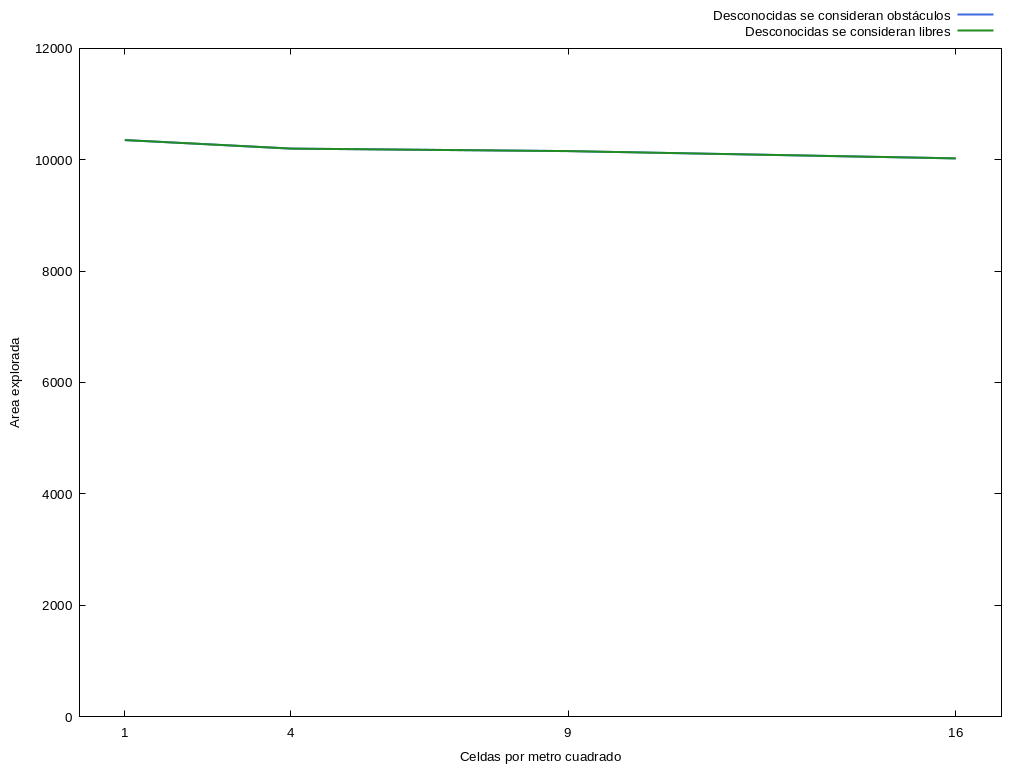 Desconocidas se consideran obstáculos
Desconocidas se consideran libres
12000
10000
8000
6000
4000
2000
0
Area explorada
1 4 9 16
Celdas por metro cuadrado